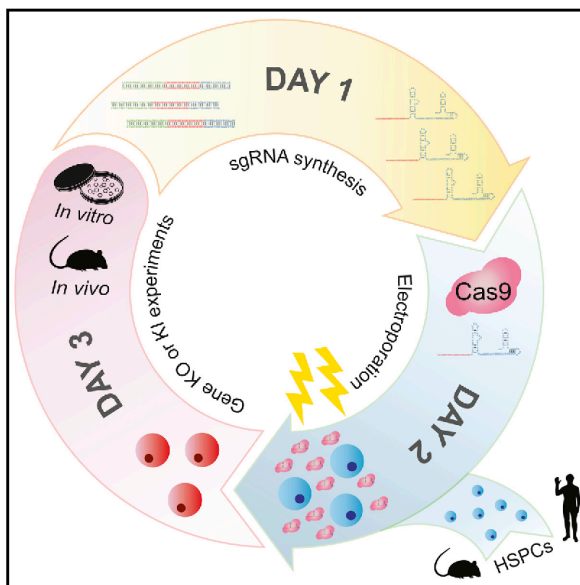 DAY 1
sgRNA synthesis
Cas9
Electroporation
DAY 2
HSPCs
Gene KO or KI experiments
DAY 3
In vitro
In vivo